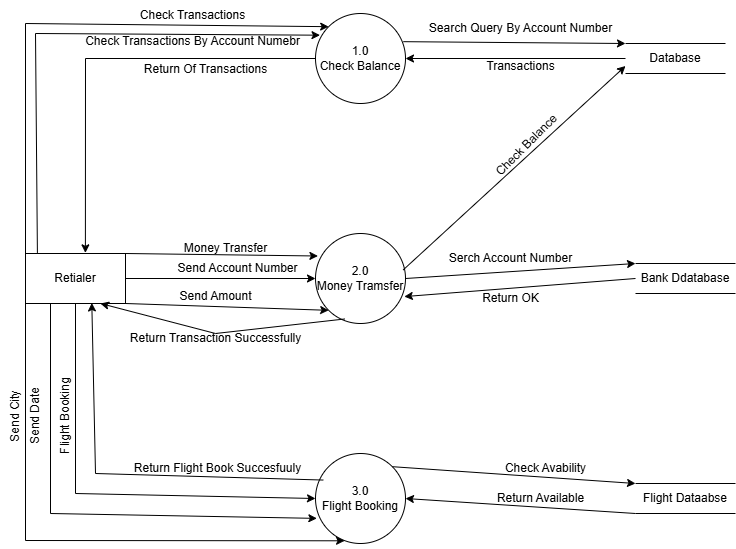 Check Transactions
Search Query By Account Number
Check Transactions By Account Numebr
1.0
Check Balance
Database
Return Of Transactions
Transactions
Check Balance
Money Transfer
Serch Account Number
Send Account Number
2.0
Money Tramsfer
Retialer
Bank Ddatabase
Send Amount
Return OK
Return Transaction Successfully
Send City
Send Date
Flight Booking
Return Flight Book Succesfuuly
Check Avability
3.0
Flight Booking
Return Available
Flight Dataabse